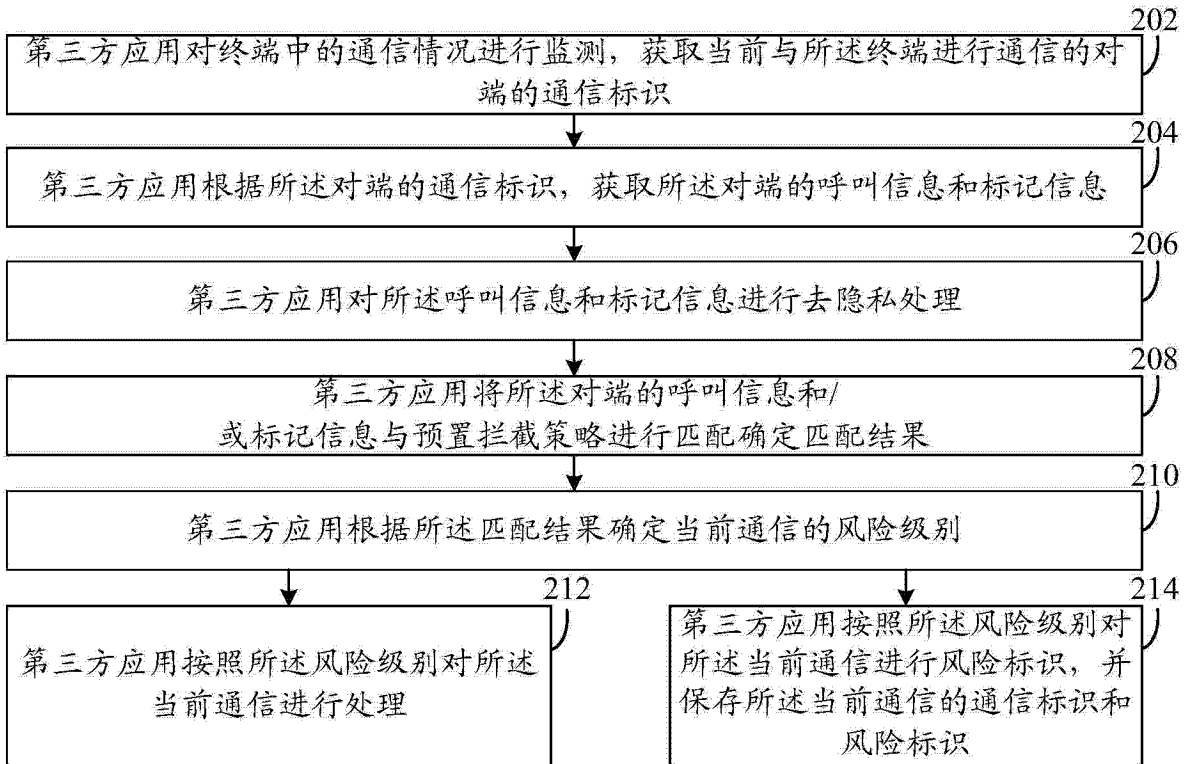 202
第三方应用对终端中的通信情况进行监测，获取当前与所述终端进行通信的对
端的通信标识
204
第三方应用根据所述对端的通信标识，获取所述对端的呼叫信息和标记信息
206
第三方应用对所述呼叫信息和标记信息进行去隐私处理
208
第三方应用将所述对端的呼叫信息和/
或标记信息与预置拦截策略进行匹配确定匹配结果
210
第三方应用根据所述匹配结果确定当前通信的风险级别
212
第三方应用按照所述风险级别对所述
当前通信进行处理
214
第三方应用按照所述风险级别对
所述当前通信进行风险标识，并
保存所述当前通信的通信标识和
风险标识